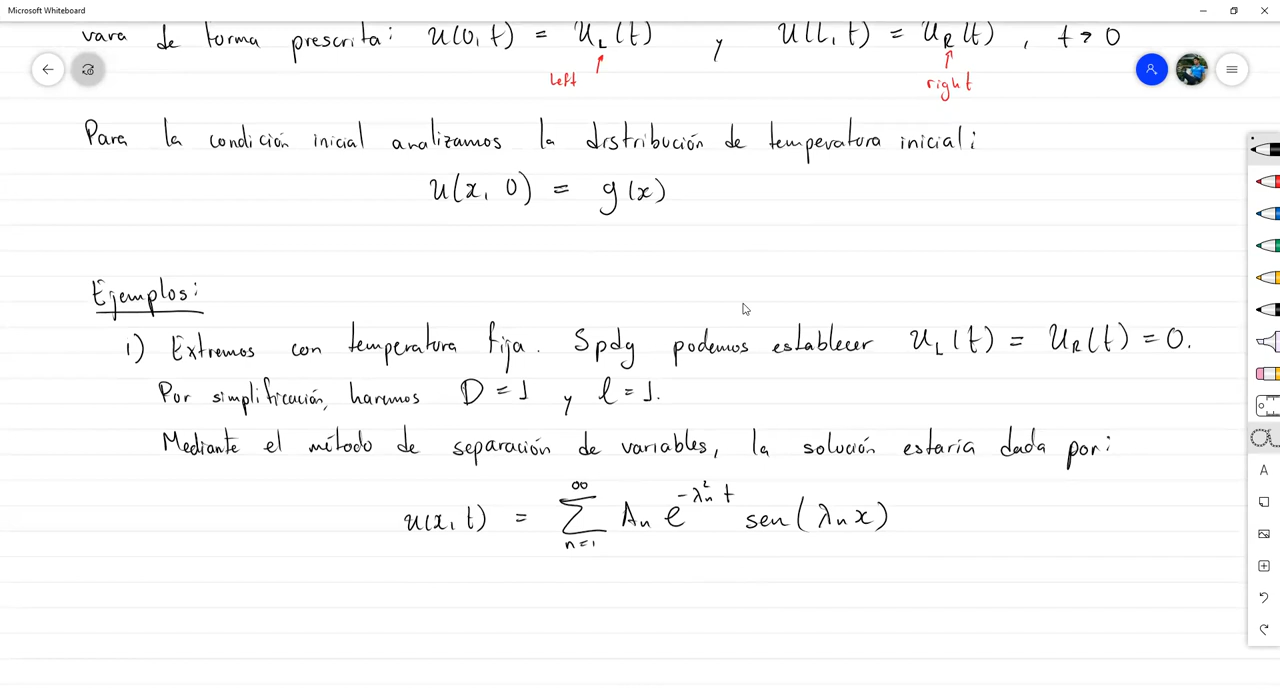 Microsoft Whiteboard
vara de forma prescrita: u(0, t) = U_L(t) y u(l, t) = U_R(t), t > 0
left right
Para la condición inicial analizamos la distribución de temperatura inicial:
u(x, 0) = g(x)
Ejemplos:
1) Extremos con temperatura fija. Spdg podemos establecer U_L(t) = U_R(t) = 0.
Por simplificación, haremos D = 1 y l = 1.
Mediante el método de separación de variables, la solución estaría dada por:
u(x, t) = ∑_{n=1}^{∞} A_n e^{-λ_n^2 t} sen(λ_n x)